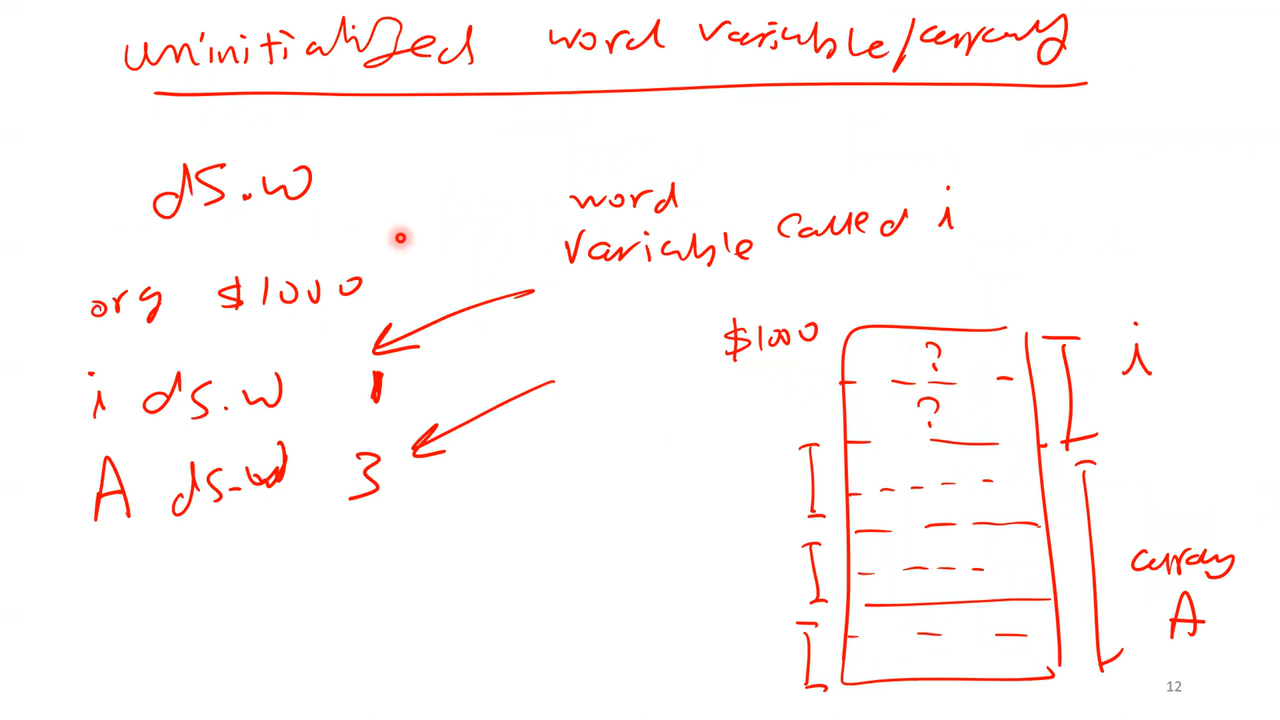 uninitialized word variable/array
ds.w
word
variable called i
org $1000
i ds.w 1
A ds.w 3
$1000
?
?
i
array
A
12